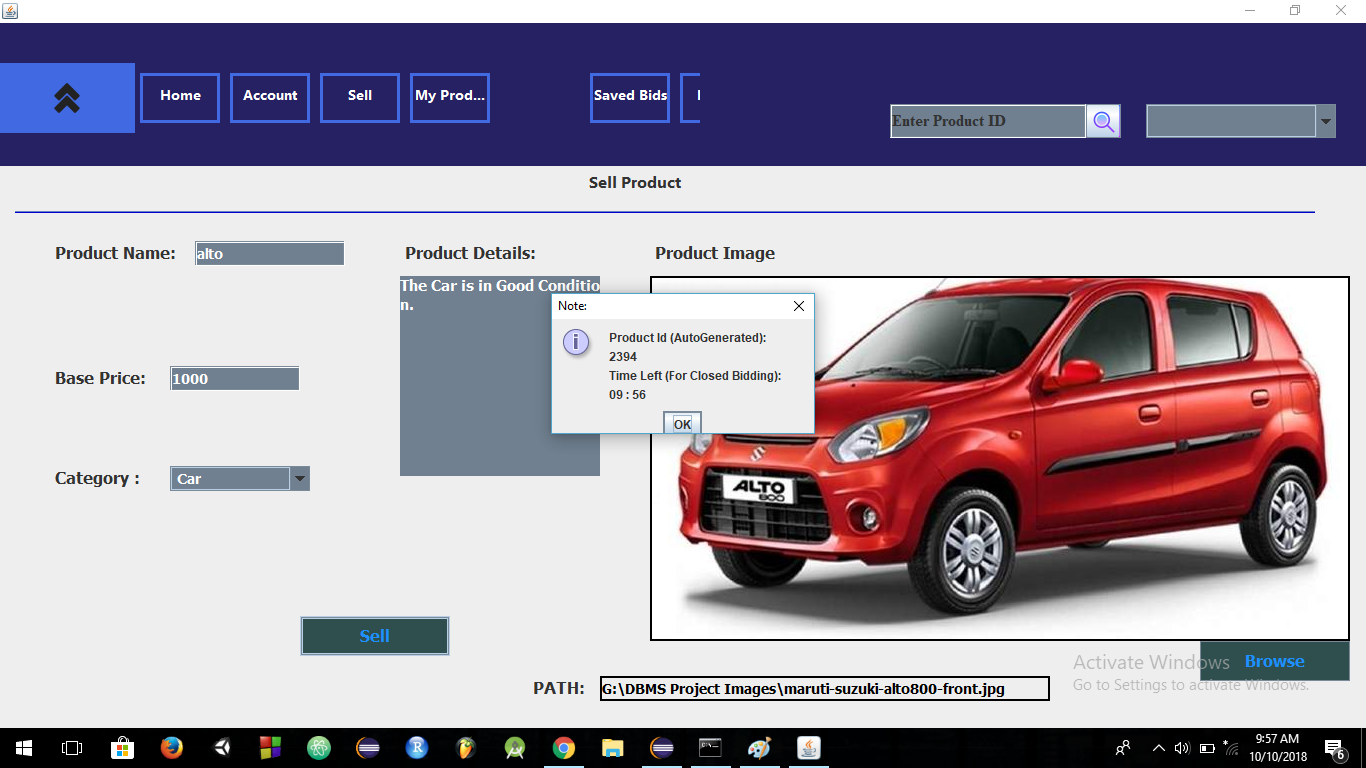 Home
Account
Sell
My Prod...
Saved Bids
Enter Product ID
Sell Product
Product Name:
alto
Product Details:
Product Image
The Car is in Good Conditio
n.
Note:
Product Id (AutoGenerated):
2394
Time Left (For Closed Bidding):
09 : 56
OK
Base Price:
1000
Category :
Car
ALTO
800
Sell
Browse
Activate Windows
Go to Settings to activate Windows.
PATH:
G:\DBMS Project Images\maruti-suzuki-alto800-front.jpg
9:57 AM
10/10/2018
6